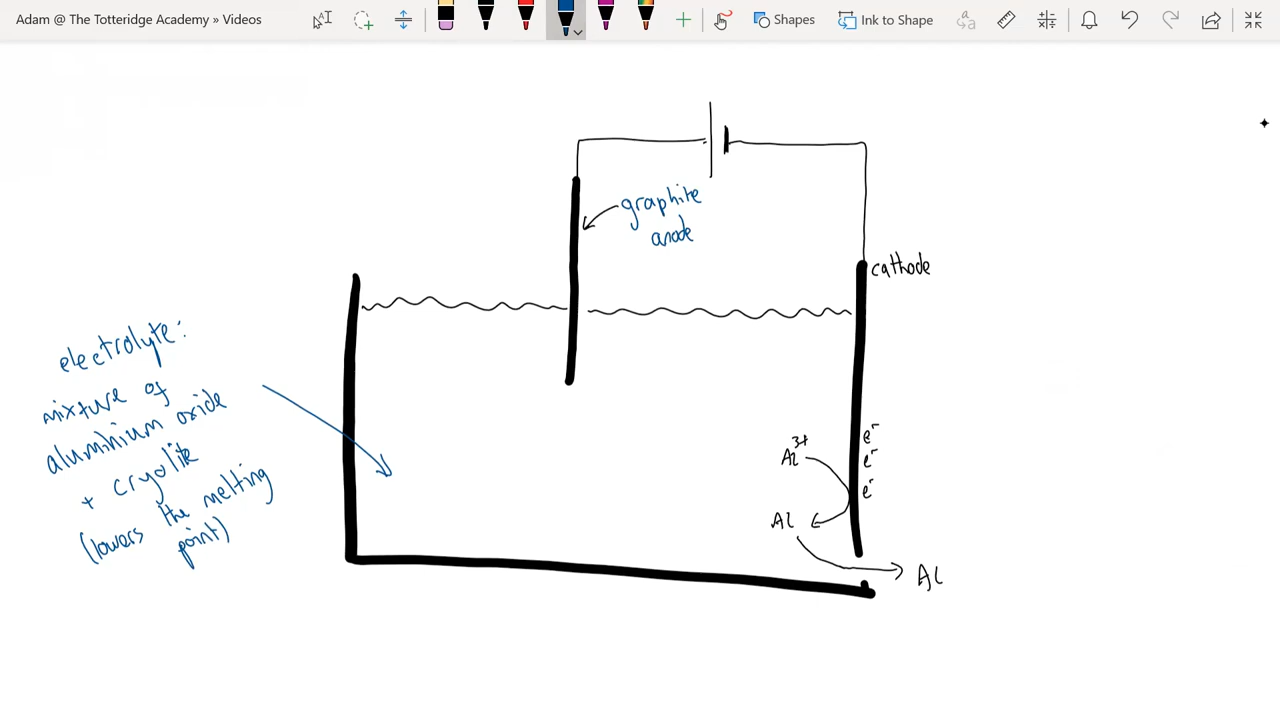 Adam @ The Totteridge Academy » Videos
Shapes
Ink to Shape
graphite
anode
cathode
electrolyte:
mixture of
aluminium oxide
+ cryolite
(lowers the melting
point)
e⁻
e⁻
e⁻
Al³⁺
Al
Al